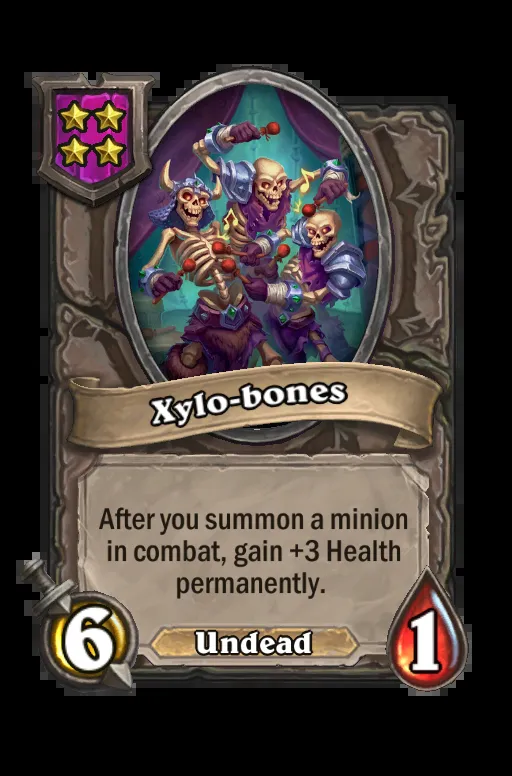 Xylo-bones
After you summon a minion
in combat, gain +3 Health
permanently.
6
Undead
1